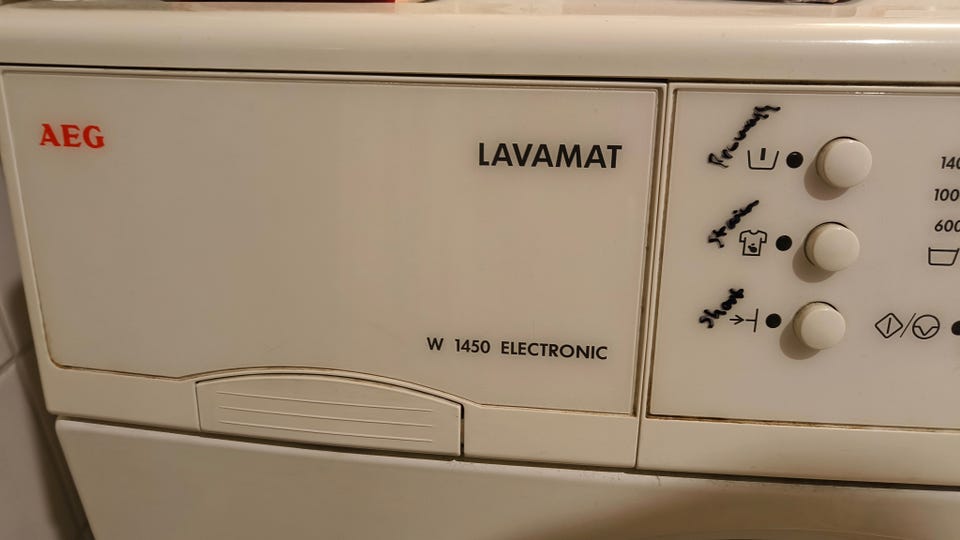 AEG
LAVAMAT
W 1450 ELECTRONIC
Prewash
Stain
Short
140
100
600